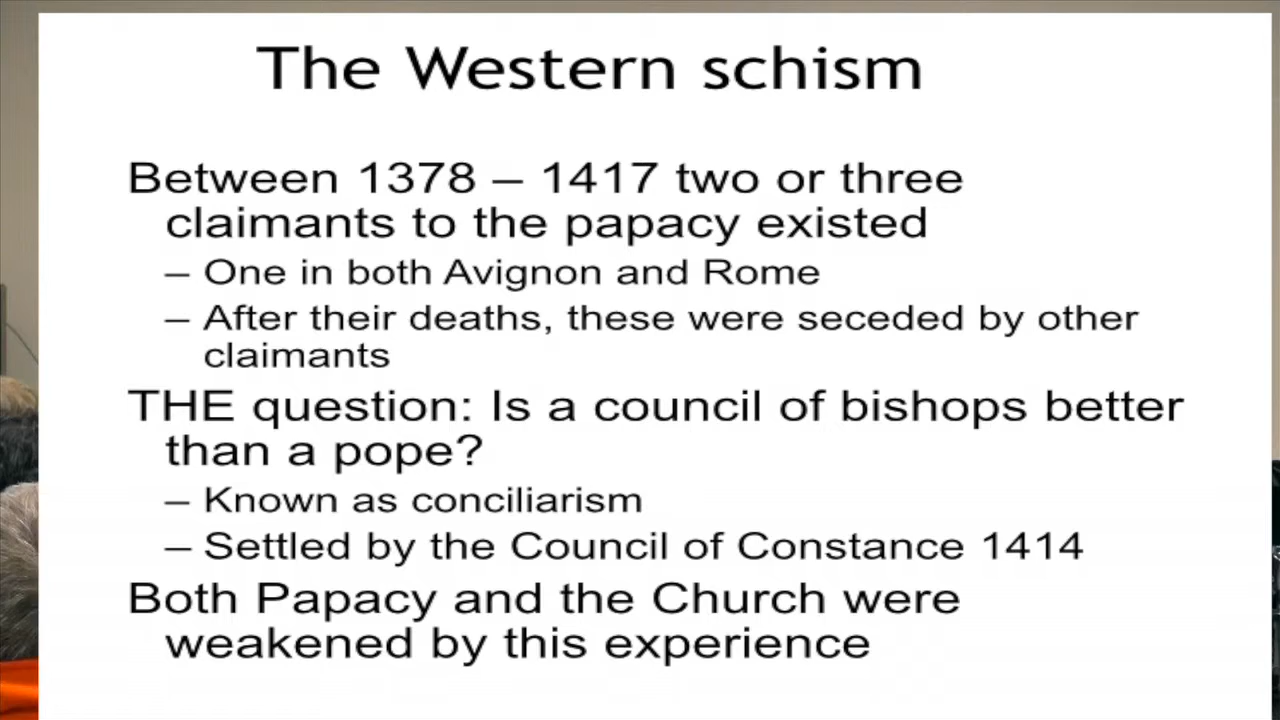 The Western schism
Between 1378 – 1417 two or three
claimants to the papacy existed
– One in both Avignon and Rome
– After their deaths, these were seceded by other
claimants
THE question: Is a council of bishops better
than a pope?
– Known as conciliarism
– Settled by the Council of Constance 1414
Both Papacy and the Church were
weakened by this experience